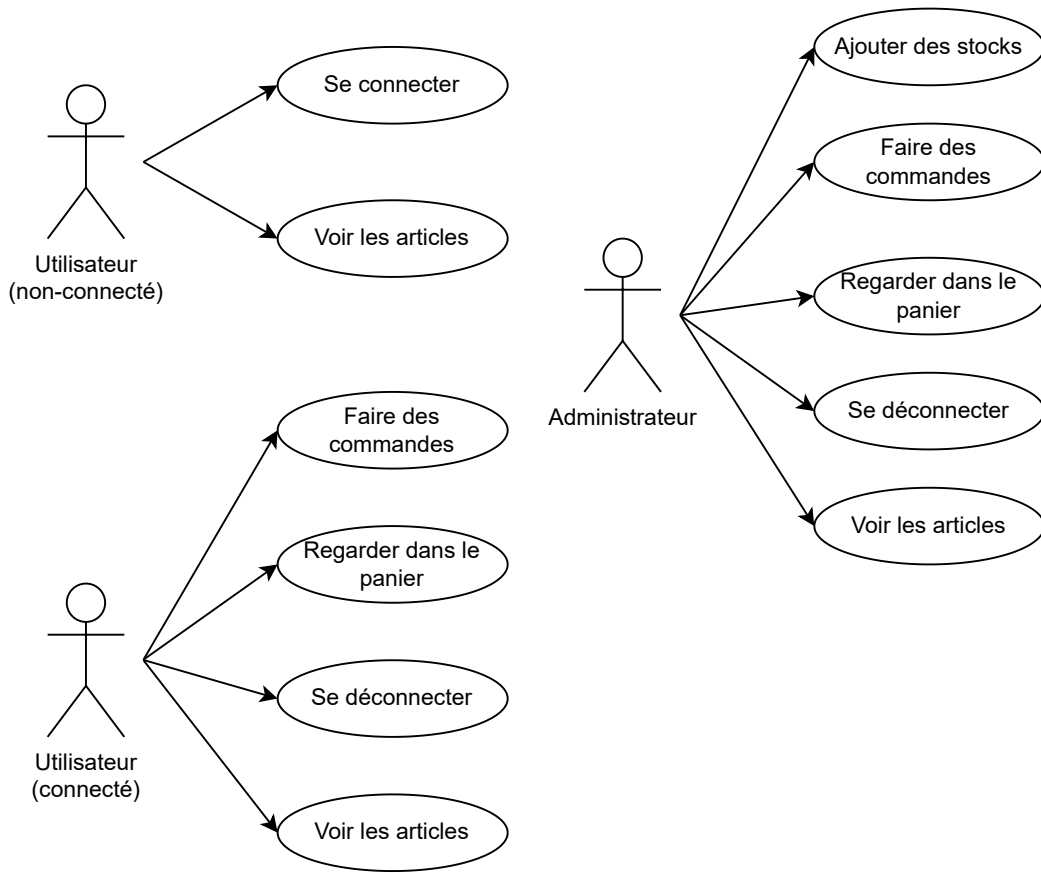 Se connecter
Voir les articles
Utilisateur
(non-connecté)
Faire des
commandes
Regarder dans le
panier
Se déconnecter
Voir les articles
Utilisateur
(connecté)
Ajouter des stocks
Faire des
commandes
Regarder dans le
panier
Se déconnecter
Voir les articles
Administrateur